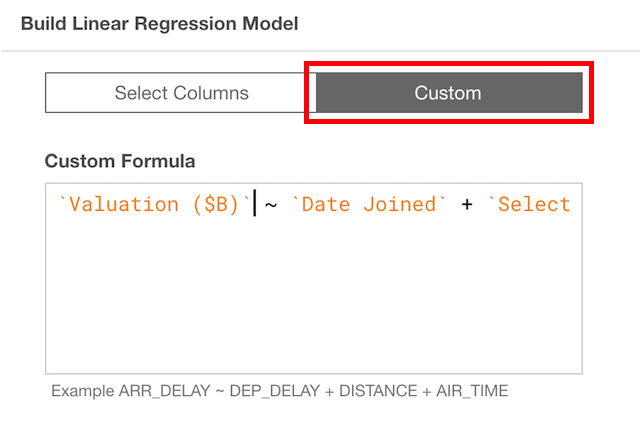 Build Linear Regression Model
Select Columns
Custom
Custom Formula
`Valuation ($B)` ~ `Date Joined` + `Select
Example ARR_DELAY ~ DEP_DELAY + DISTANCE + AIR_TIME